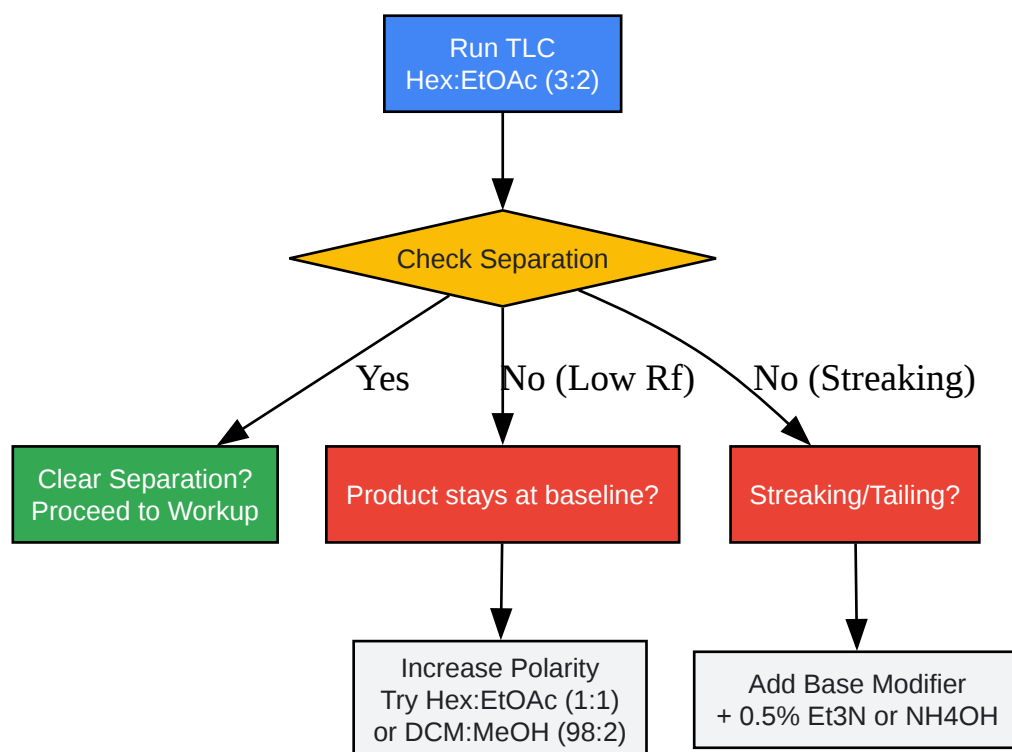 Run TLC
Hex:EtOAc (3:2)
Check Separation
Yes
No (Low Rf)
No (Streaking)
Clear Separation?
Proceed to Workup
Product stays at baseline?
Streaking/Tailing?
Increase Polarity
Try Hex:EtOAc (1:1)
or DCM:MeOH (98:2)
Add Base Modifier
+ 0.5% Et3N or NH4OH